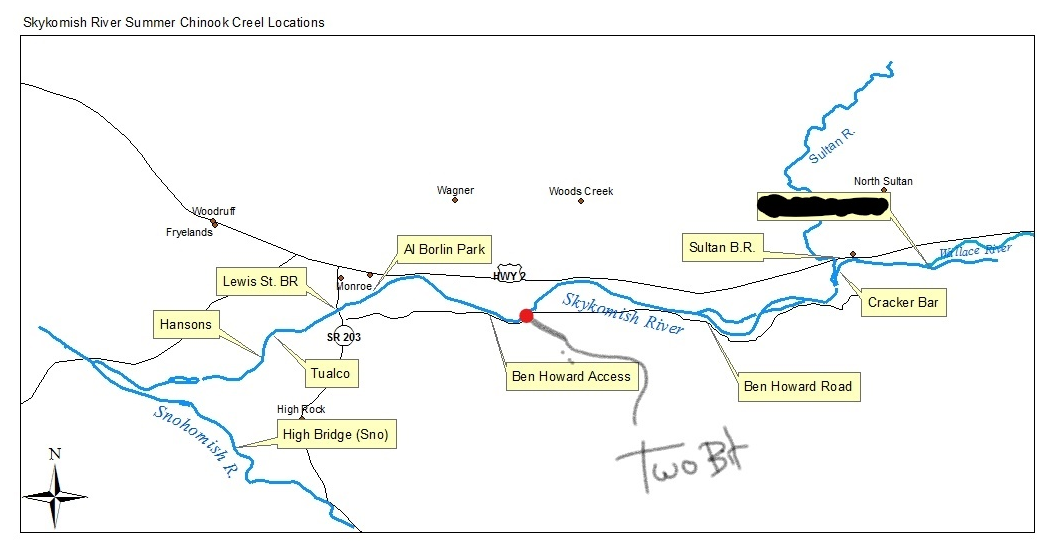 Skykomish River Summer Chinook Creel Locations
Sultan R.
North Sultan
Wagner
Woods Creek
Woodruff
Fryelands
Al Borlin Park
Sultan B.R.
Wallace River
HWY 2
Lewis St. BR
Monroe
Skykomish River
Cracker Bar
Hansons
SR 203
Tualco
Ben Howard Access
Ben Howard Road
Snohomish R.
High Rock
High Bridge (Sno)
Two Bit
N